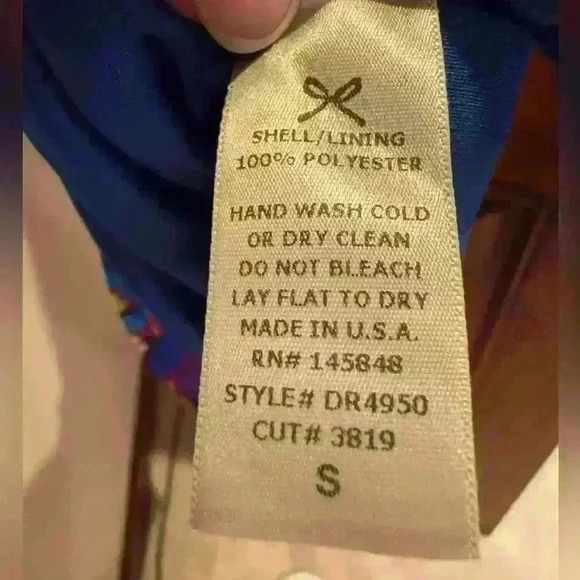 SHELL/LINING
100% POLYESTER
HAND WASH COLD
OR DRY CLEAN
DO NOT BLEACH
LAY FLAT TO DRY
MADE IN U.S.A.
RN# 145848
STYLE# DR4950
CUT# 3819
S